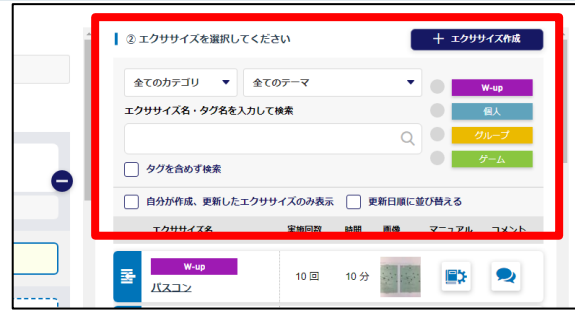 ② エクササイズを選択してください
＋ エクササイズ作成
全てのカテゴリ ▼ 全てのテーマ ▼
W-up
エクササイズ名・タグ名を入力して検索
個人
グループ
ゲーム
タグを含めず検索
自分が作成、更新したエクササイズのみ表示 更新日順に並び替える
エクササイズ名 実施回数 時間 画像 マニュアル コメント
W-up
パスコン 10 回 10 分